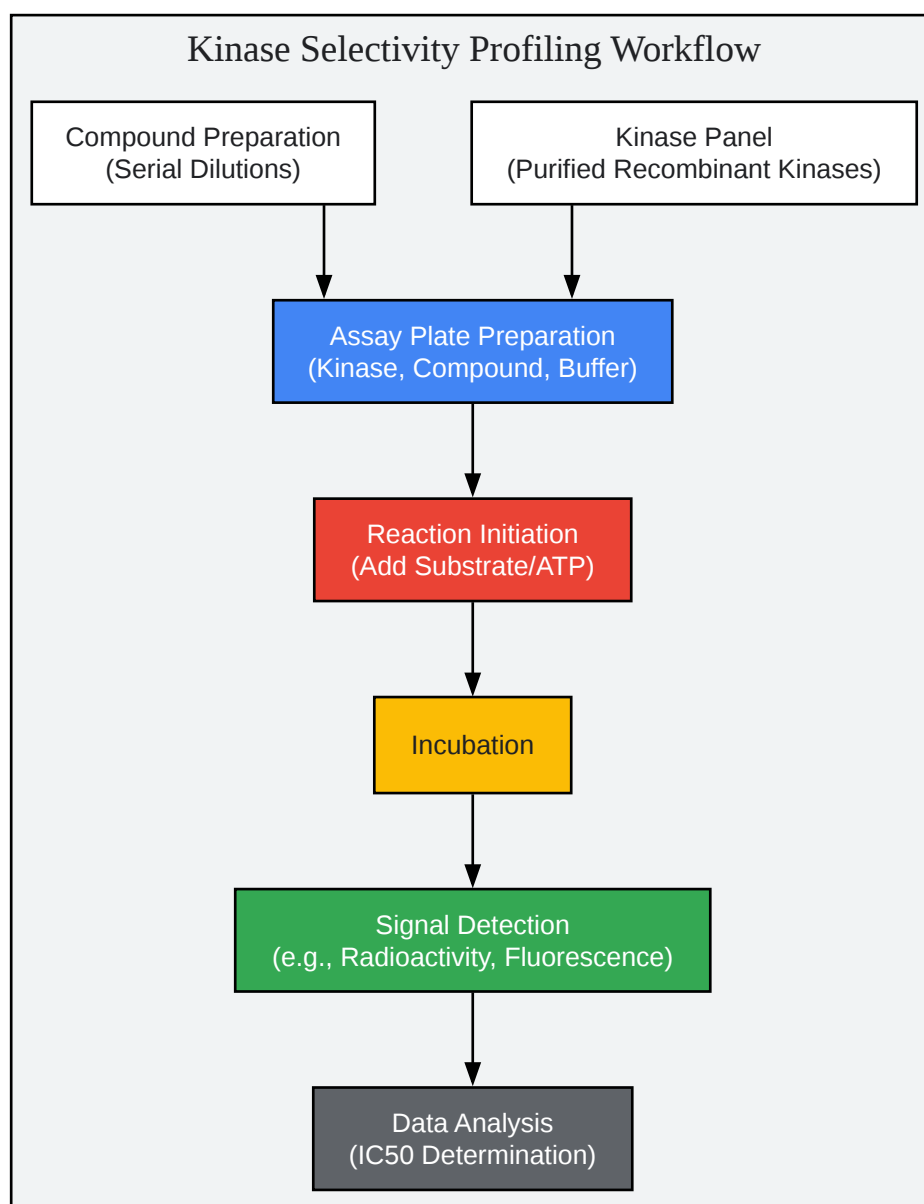 Kinase Selectivity Profiling Workflow
Compound Preparation
(Serial Dilutions)
Kinase Panel
(Purified Recombinant Kinases)
Assay Plate Preparation
(Kinase, Compound, Buffer)
Reaction Initiation
(Add Substrate/ATP)
Incubation
Signal Detection
(e.g., Radioactivity, Fluorescence)
Data Analysis
(IC50 Determination)